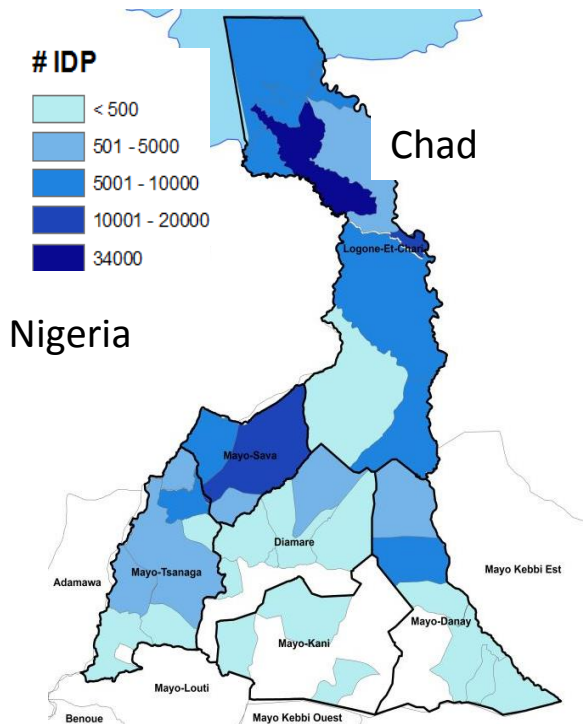 # IDP
< 500
501 - 5000
5001 - 10000
10001 - 20000
34000
Chad
Logone-Et-Chari
Nigeria
Mayo-Sava
Diamare
Mayo Kebbi Est
Adamawa
Mayo-Tsanaga
Mayo-Danay
Mayo-Kani
Mayo-Louti
Benoue
Mayo Kebbi Ouest